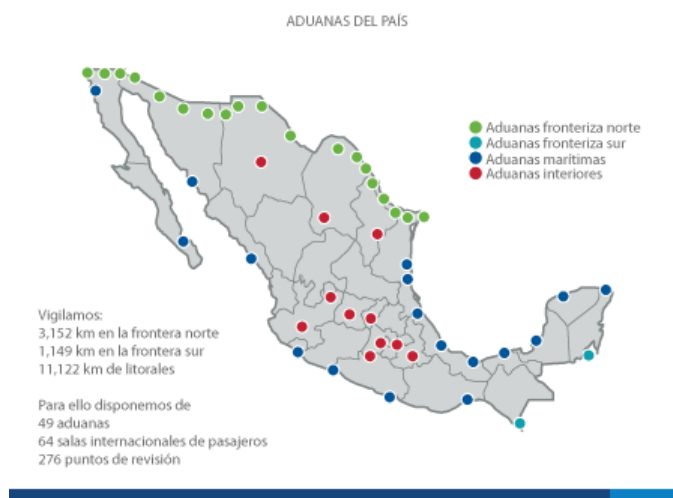 ADUANAS DEL PAÍS
Aduanas fronteriza norte
Aduanas fronteriza sur
Aduanas marítimas
Aduanas interiores
Vigilamos:
3,152 km en la frontera norte
1,149 km en la frontera sur
11,122 km de litorales
Para ello disponemos de
49 aduanas
64 salas internacionales de pasajeros
276 puntos de revisión